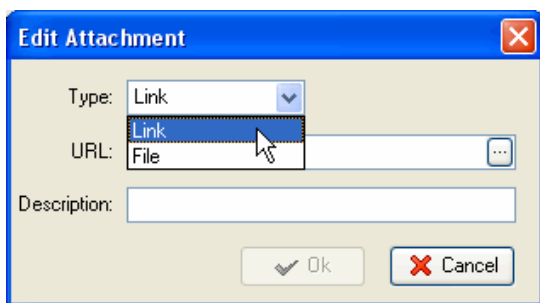 Edit Attachment
Type: Link
Link
URL: File
Description:
Ok Cancel